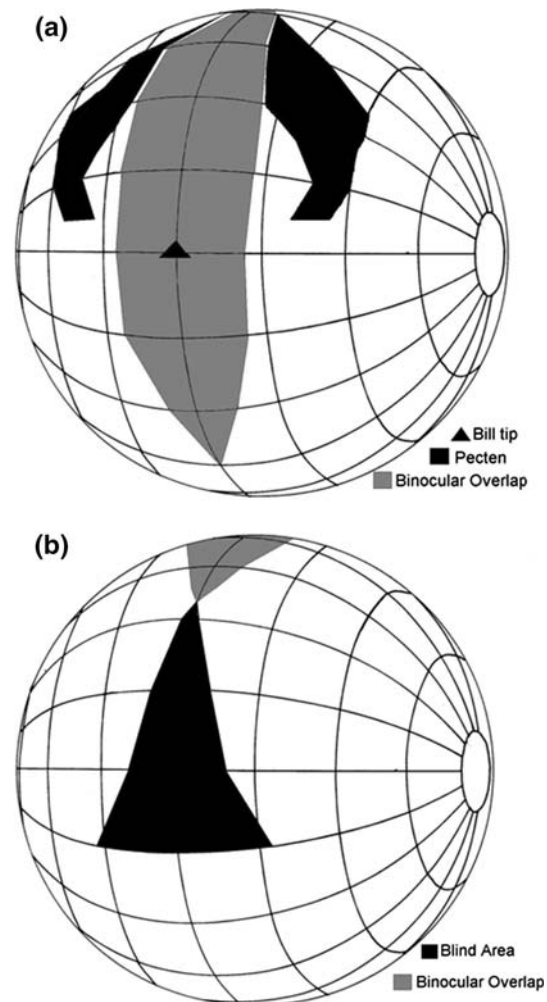 (a)
Bill tip
Pecten
Binocular Overlap
(b)
Blind Area
Binocular Overlap